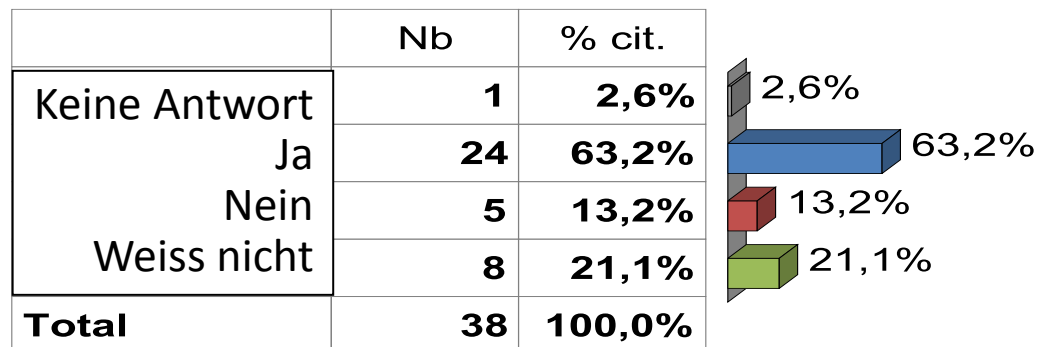 Nb % cit.
Keine Antwort 1 2,6% 2,6%
Ja 24 63,2% 63,2%
Nein 5 13,2% 13,2%
Weiss nicht 8 21,1% 21,1%
Total 38 100,0%